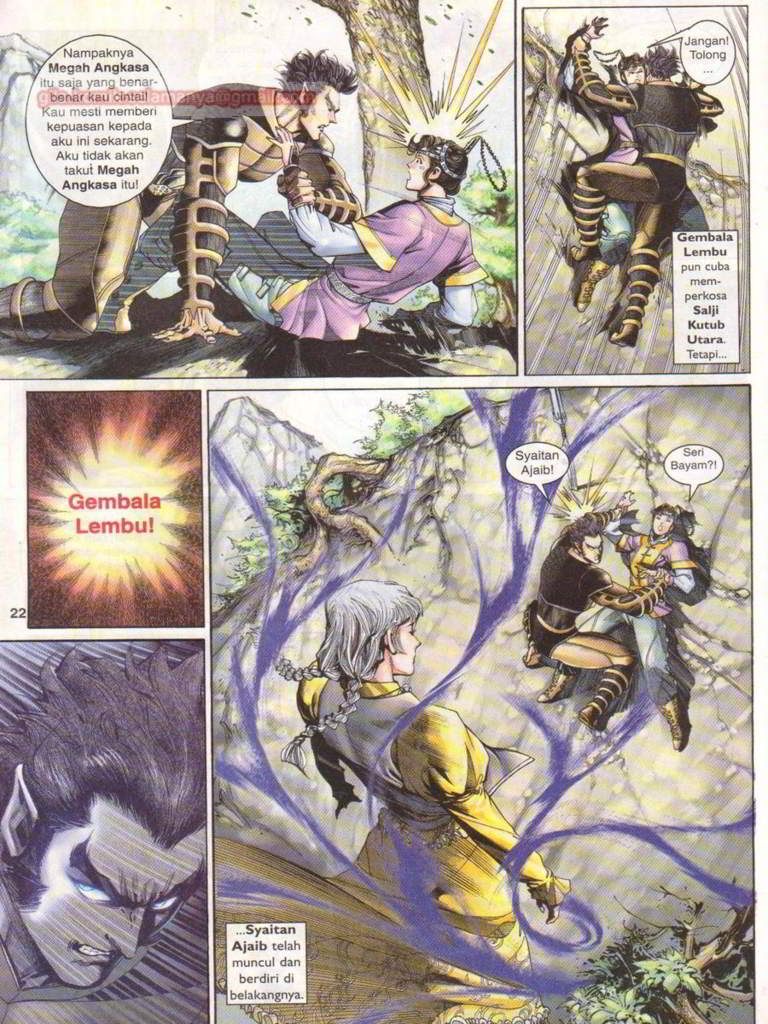 Nampaknya
Megah Angkasa
itu saja yang benar-
benar kau cintai!
Kau mesti memberi
kepuasan kepada
aku ini sekarang.
Aku tidak akan
takut Megah
Angkasa itu!
Jangan!
Tolong
...
Gembala
Lembu
pun cuba
mem-
perkosa
Salji
Kutub
Utara.
Tetapi...
Gembala
Lembu!
Syaitan
Ajaib!
Seri
Bayam?!
22
...Syaitan
Ajaib telah
muncul dan
berdiri di
belakangnya.